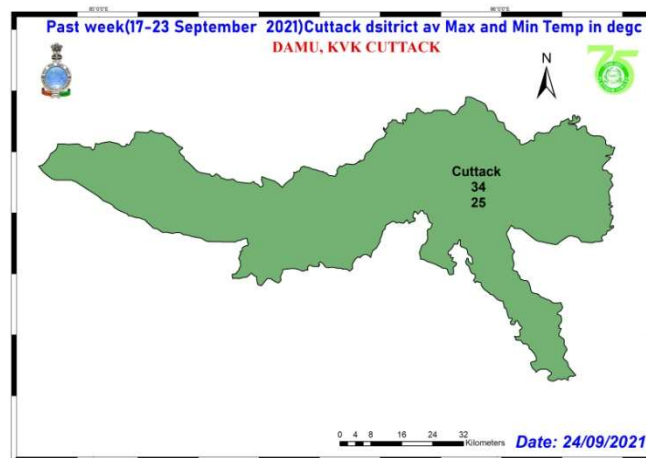 Past week(17-23 September 2021)Cuttack dsitrict av Max and Min Temp in degc
DAMU, KVK CUTTACK
N
75
Cuttack
34
25
0 4 8 16 24 32
Kilometers
Date: 24/09/2021